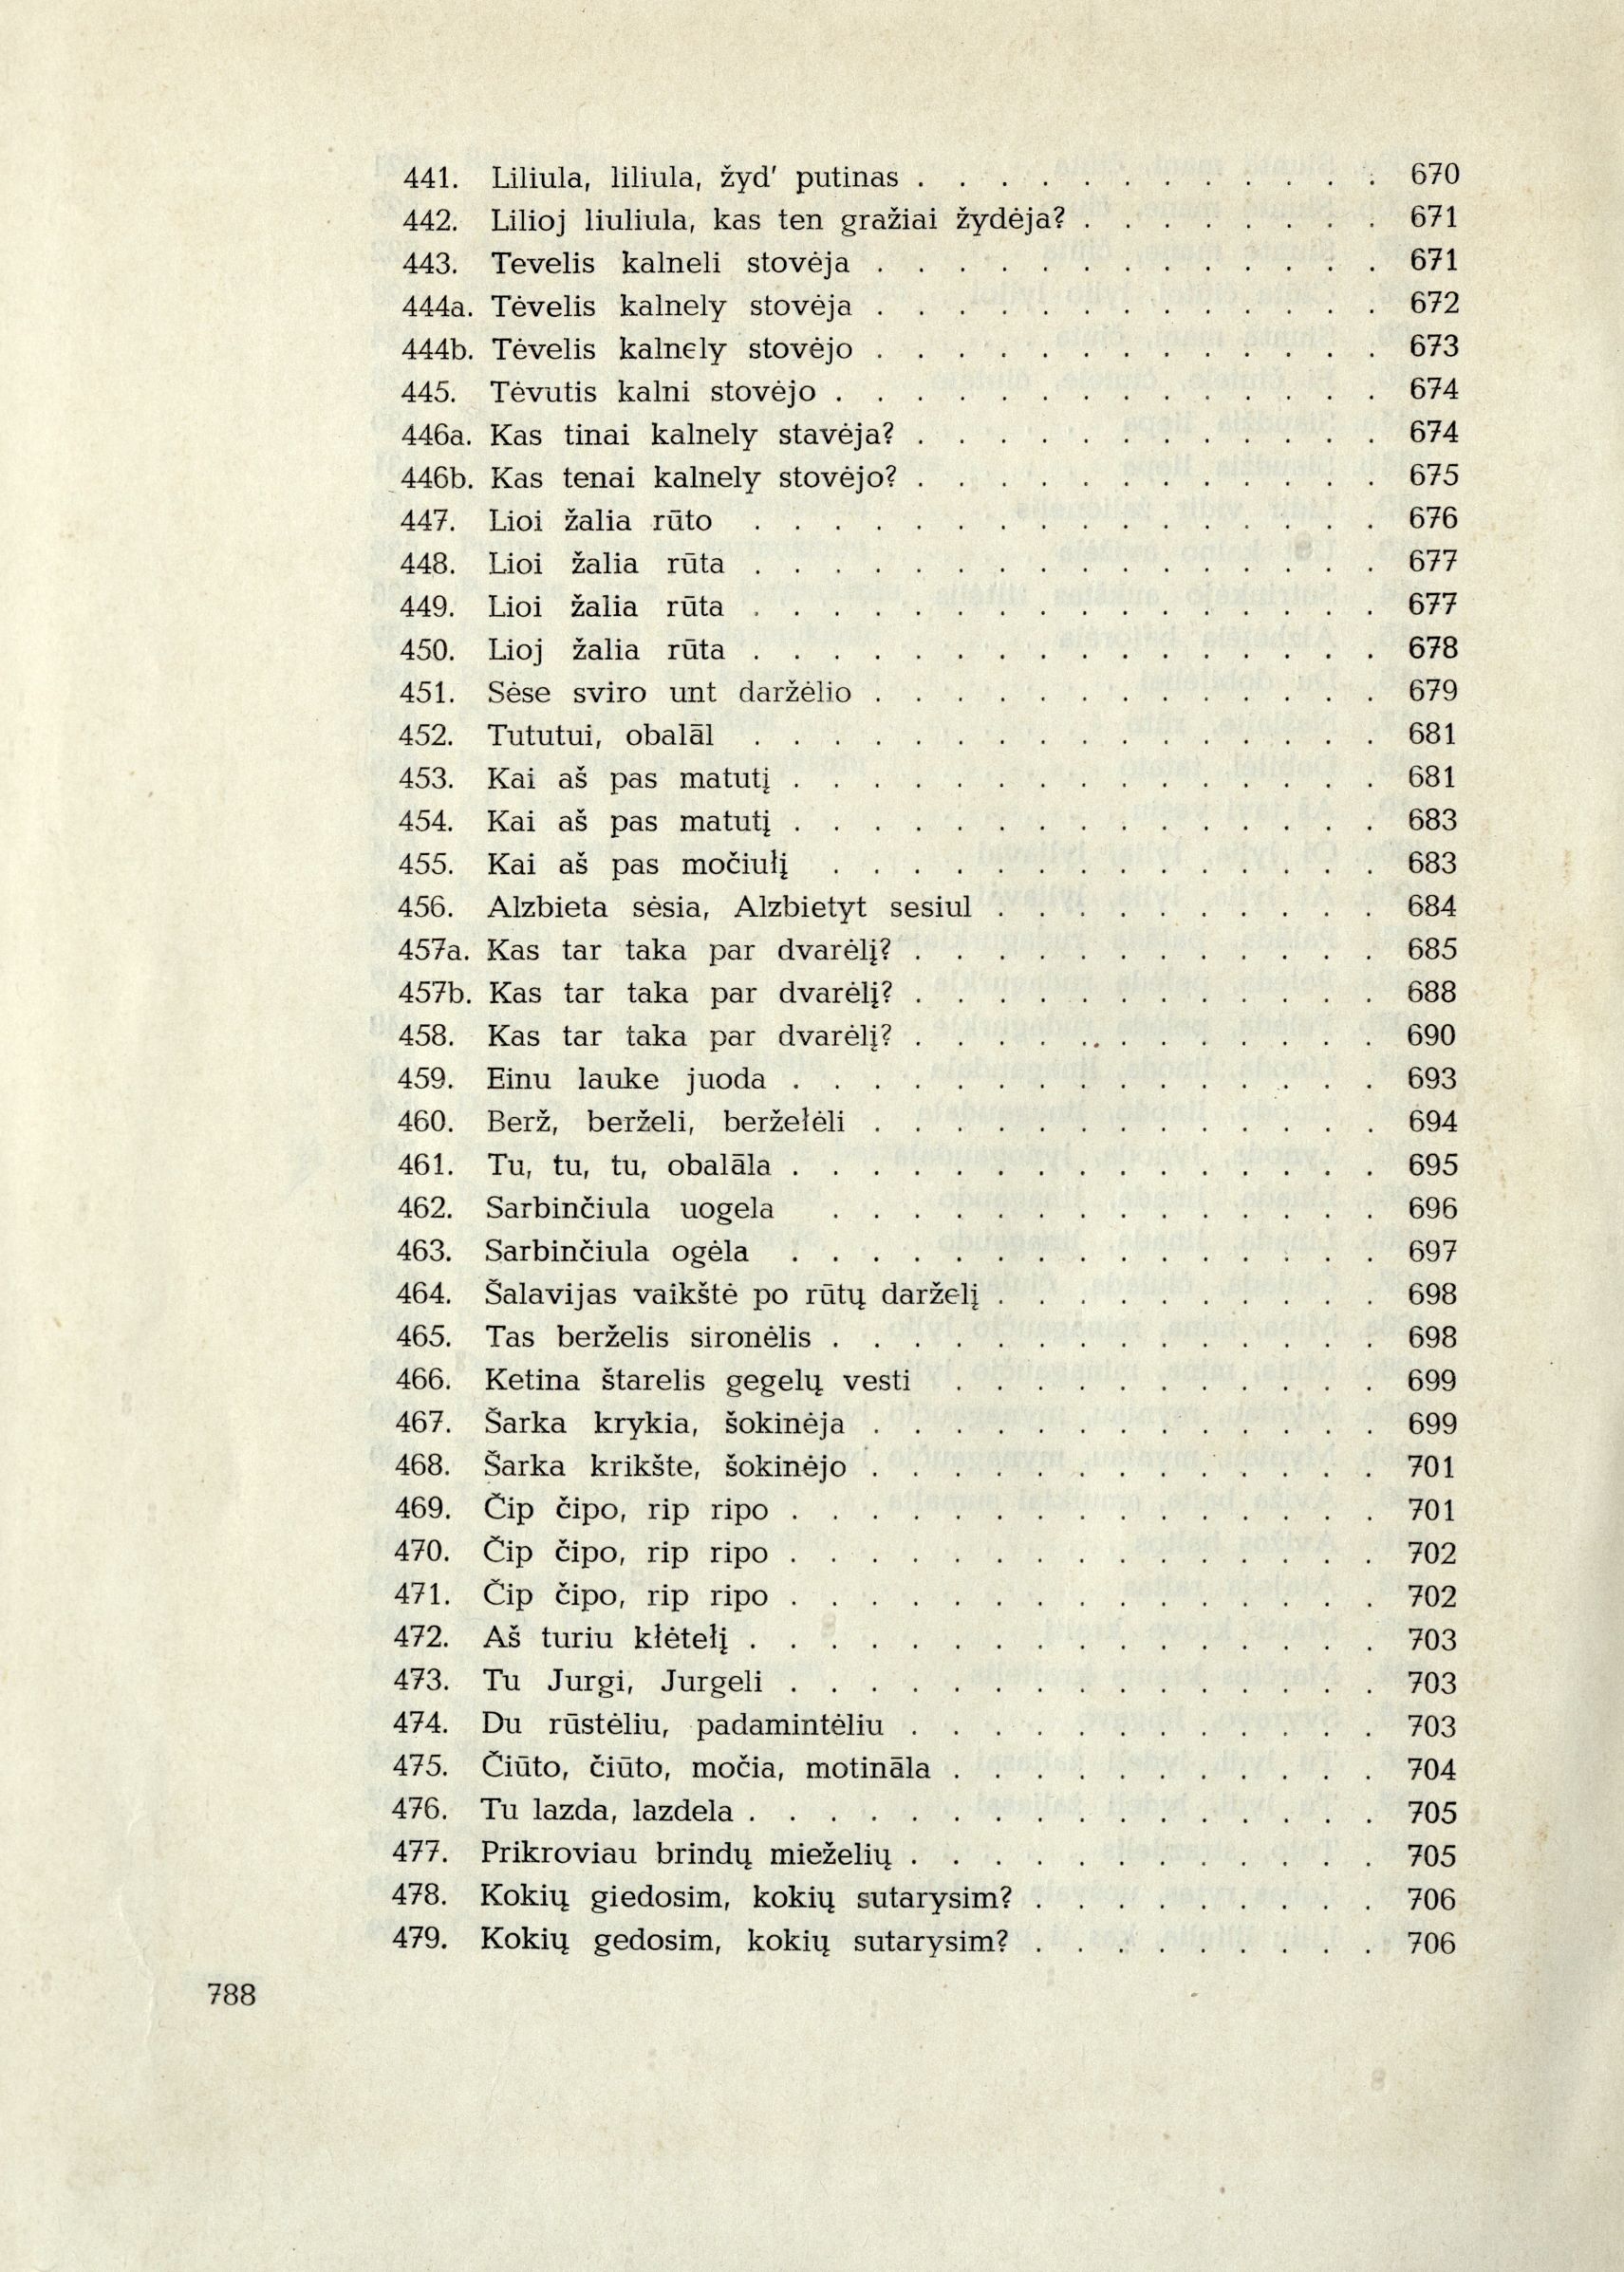 441. Liliula, liliula, žyd' putinas . . . . . . . . . . . . 670
442. Lilioj liuliula, kas ten gražiai žydėja? . . . . . . . . 671
443. Tevelis kalneli stovėja . . . . . . . . . . . . . 671
444a. Tėvelis kalnely stovėja . . . . . . . . . . . . . 672
444b. Tėvelis kalnely stovėjo . . . . . . . . . . . . . 673
445. Tėvutis kalni stovėjo . . . . . . . . . . . . . . 674
446a. Kas tinai kalnely stavėja? . . . . . . . . . . . . 674
446b. Kas tenai kalnely stovėjo? . . . . . . . . . . . . 675
447. Lioi žalia rūto . . . . . . . . . . . . . . . . 676
448. Lioi žalia rūta . . . . . . . . . . . . . . . . 677
449. Lioi žalia rūta . . . . . . . . . . . . . . . . 677
450. Lioj žalia rūta . . . . . . . . . . . . . . . . 678
451. Sėse sviro unt daržėlio . . . . . . . . . . . . . 679
452. Tututui, obalāl . . . . . . . . . . . . . . . . 681
453. Kai aš pas matutį . . . . . . . . . . . . . . . 681
454. Kai aš pas matutį . . . . . . . . . . . . . . . 683
455. Kai aš pas močiułį . . . . . . . . . . . . . . 683
456. Alzbieta sėsia, Alzbietyt sesiul . . . . . . . . . . 684
457a. Kas tar taka par dvarėlį? . . . . . . . . . . . . 685
457b. Kas tar taka par dvarėlį? . . . . . . . . . . . . 688
458. Kas tar taka par dvarėlį? . . . . . . . . . . . . 690
459. Einu lauke juoda . . . . . . . . . . . . . . . 693
460. Berž, berželi, berżełėli . . . . . . . . . . . . . 694
461. Tu, tu, tu, obalāla . . . . . . . . . . . . . . . 695
462. Sarbinčiula uogela . . . . . . . . . . . . . . 696
463. Sarbinčiula ogėla . . . . . . . . . . . . . . . 697
464. Šalavijas vaikštė po rūtų darželį . . . . . . . . . . 698
465. Tas berželis sironėlis . . . . . . . . . . . . . . 698
466. Ketina štarelis gegelų vesti . . . . . . . . . . . 699
467. Šarka krykia, šokinėja . . . . . . . . . . . . . 699
468. Šarka krikšte, šokinėjo . . . . . . . . . . . . . 701
469. Čip čipo, rip ripo . . . . . . . . . . . . . . . 701
470. Čip čipo, rip ripo . . . . . . . . . . . . . . . 702
471. Čip čipo, rip ripo . . . . . . . . . . . . . . . 702
472. Aš turiu kłėtełį . . . . . . . . . . . . . . . . 703
473. Tu Jurgi, Jurgeli . . . . . . . . . . . . . . . 703
474. Du rūstėliu, padamintėliu . . . . . . . . . . . . 703
475. Čiūto, čiūto, močia, motināla . . . . . . . . . . . 704
476. Tu lazda, lazdela . . . . . . . . . . . . . . . . 705
477. Prikroviau brindų mieželių . . . . . . . . . . . . 705
478. Kokių giedosim, kokių sutarysim? . . . . . . . . . 706
479. Kokių gedosim, kokių sutarysim? . . . . . . . . . 706
788